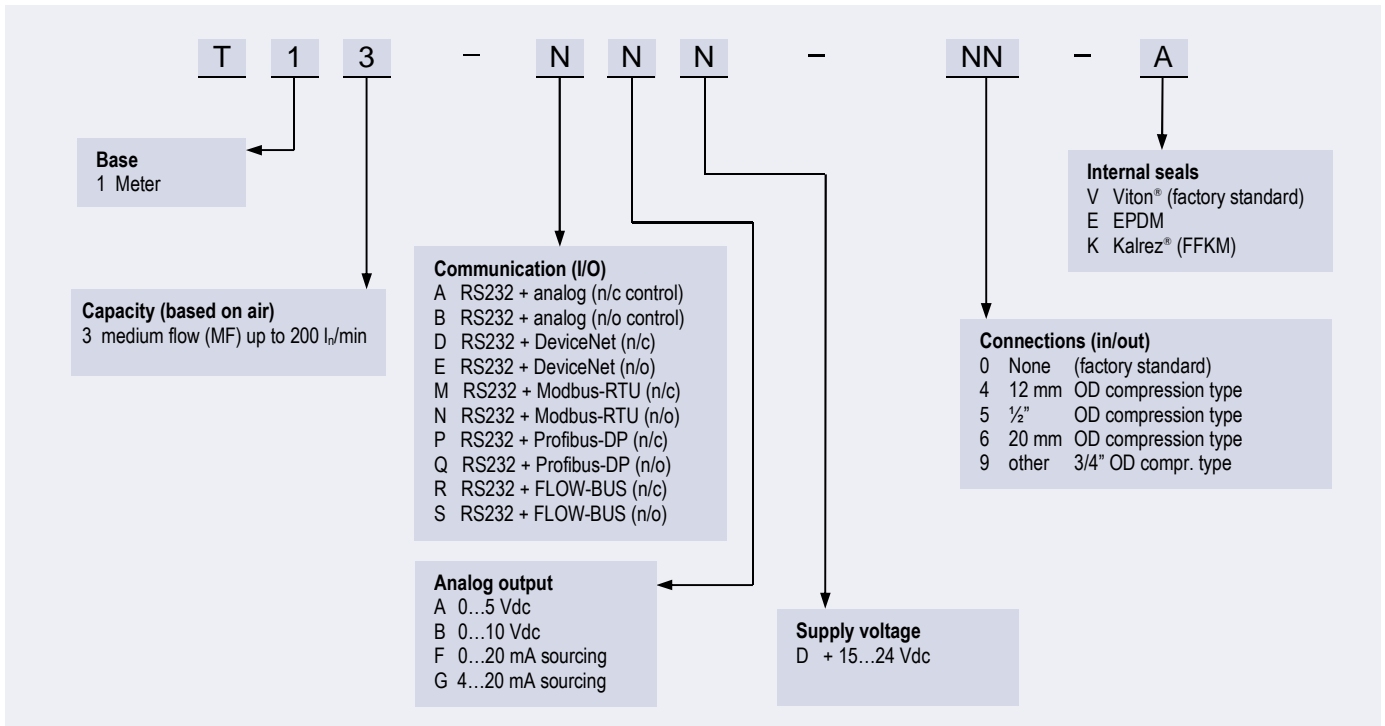 T 1 3 – N N N – NN – A
Base
1 Meter
Capacity (based on air)
3 medium flow (MF) up to 200 lₙ/min
Communication (I/O)
A RS232 + analog (n/c control)
B RS232 + analog (n/o control)
D RS232 + DeviceNet (n/c)
E RS232 + DeviceNet (n/o)
M RS232 + Modbus-RTU (n/c)
N RS232 + Modbus-RTU (n/o)
P RS232 + Profibus-DP (n/c)
Q RS232 + Profibus-DP (n/o)
R RS232 + FLOW-BUS (n/c)
S RS232 + FLOW-BUS (n/o)
Analog output
A 0…5 Vdc
B 0…10 Vdc
F 0…20 mA sourcing
G 4…20 mA sourcing
Supply voltage
D + 15…24 Vdc
Connections (in/out)
0 None (factory standard)
4 12 mm OD compression type
5 ½” OD compression type
6 20 mm OD compression type
9 other 3/4” OD compr. type
Internal seals
V Viton® (factory standard)
E EPDM
K Kalrez® (FFKM)